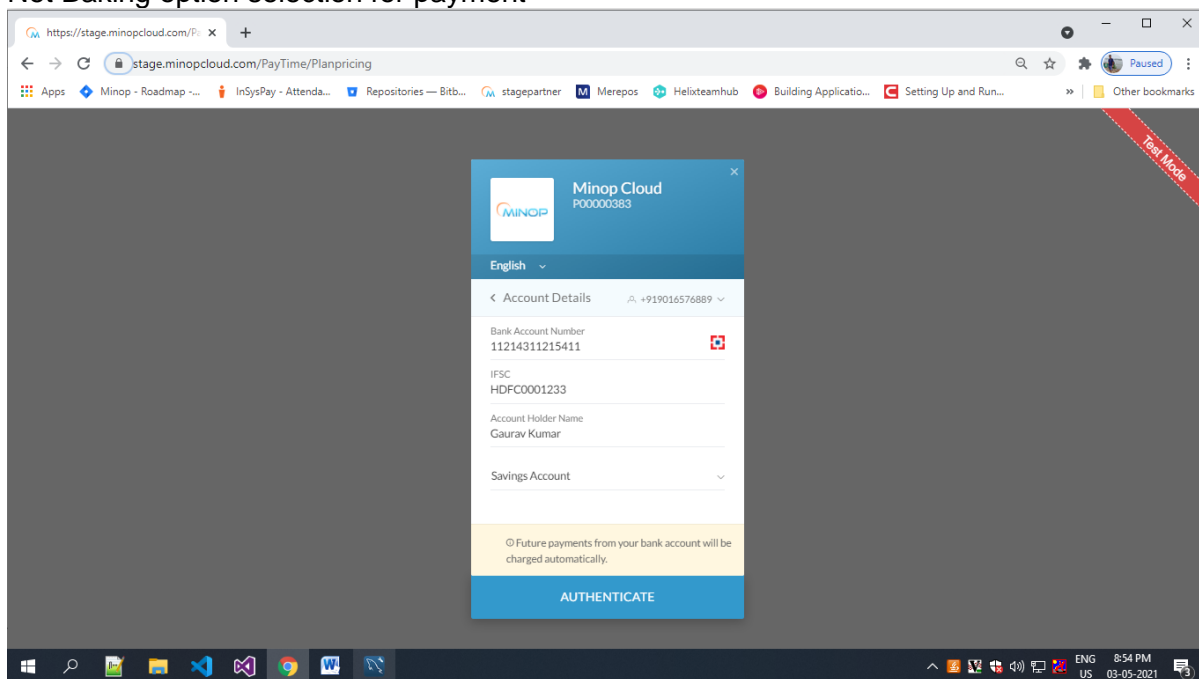 Net Baking option selection for payment
https://stage.minopcloud.com/Pa
stage.minopcloud.com/PayTime/Planpricing
Paused
Apps Minop - Roadmap -... InSysPay - Attenda... Repositories — Bitb... stagepartner Merepos Helixteamhub Building Applicatio... Setting Up and Run... » Other bookmarks
Test Mode
MINOP
Minop Cloud
P00000383
English
Account Details +919016576889
Bank Account Number
11214311215411
IFSC
HDFC0001233
Account Holder Name
Gaurav Kumar
Savings Account
Future payments from your bank account will be
charged automatically.
AUTHENTICATE
ENG 8:54 PM
US 03-05-2021
3